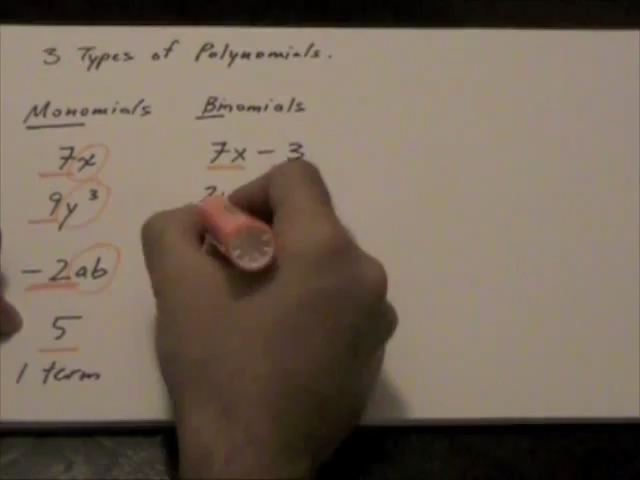 3 Types of Polynomials.
Monomials
7x
9y³
-2ab
5
1 term
Binomials
7x - 3